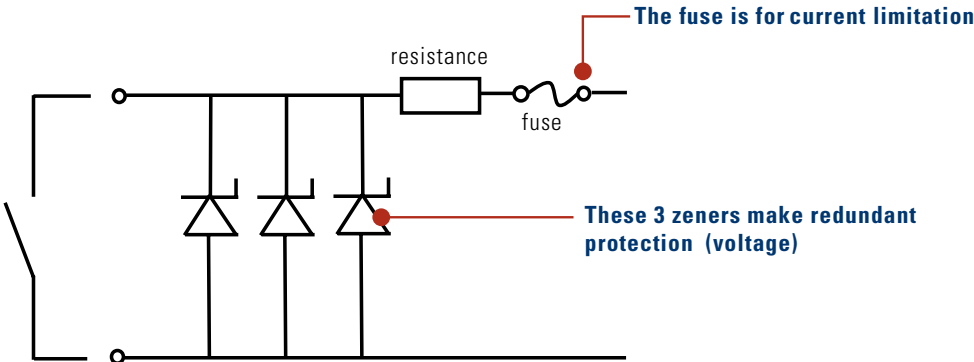 The fuse is for current limitation
resistance
fuse
These 3 zeners make redundant
protection (voltage)